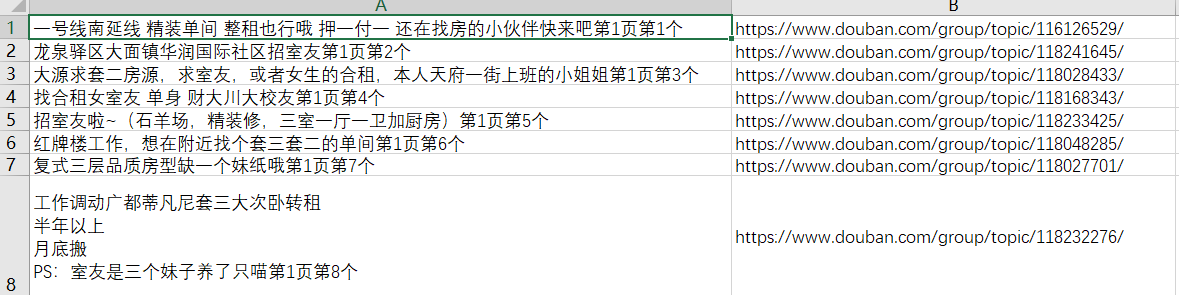 A B
1 一号线南延线 精装单间 整租也行哦 押一付一 还在找房的小伙伴快来吧第1页第1个 https://www.douban.com/group/topic/116126529/
2 龙泉驿区大面镇华润国际社区招室友第1页第2个 https://www.douban.com/group/topic/118241645/
3 大源求套二房源，求室友，或者女生的合租，本人天府一街上班的小姐姐第1页第3个 https://www.douban.com/group/topic/118028433/
4 找合租女室友 单身 财大川大校友第1页第4个 https://www.douban.com/group/topic/118168343/
5 招室友啦~（石羊场，精装修，三室一厅一卫加厨房）第1页第5个 https://www.douban.com/group/topic/118233425/
6 红牌楼工作，想在附近找个套三套二的单间第1页第6个 https://www.douban.com/group/topic/118048285/
7 复式三层品质房型缺一个妹纸哦第1页第7个 https://www.douban.com/group/topic/118027701/
工作调动广都蒂凡尼套三大次卧转租
半年以上
月底搬 https://www.douban.com/group/topic/118232276/
PS：室友是三个妹子养了只喵第1页第8个
8